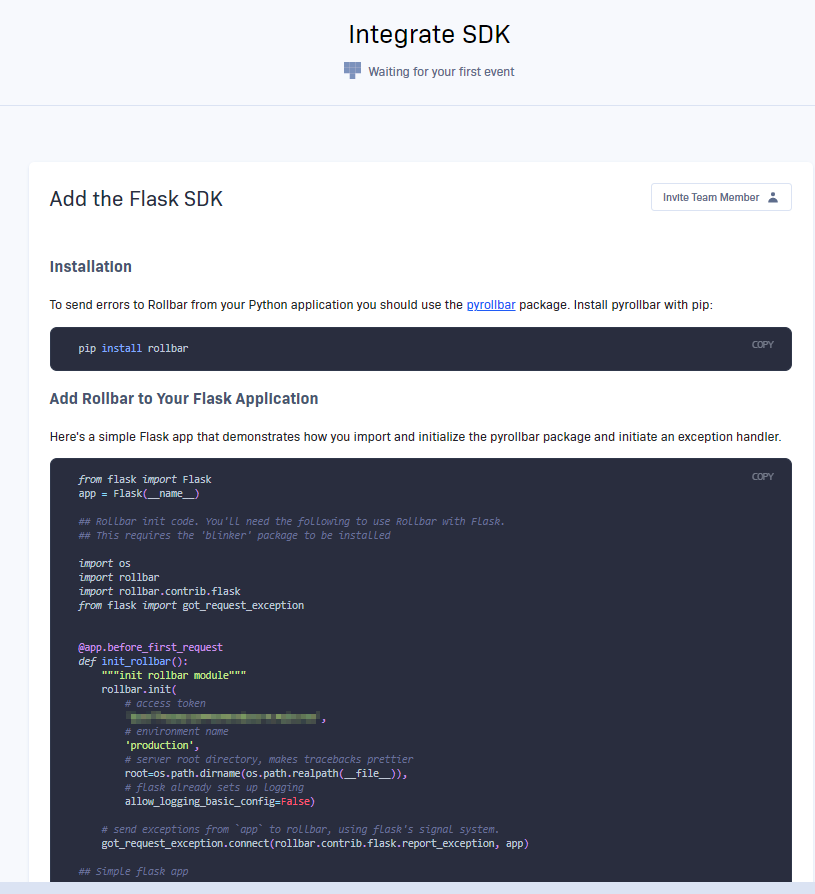 Integrate SDK
Waiting for your first event
Add the Flask SDK
Invite Team Member
Installation
To send errors to Rollbar from your Python application you should use the pyrollbar package. Install pyrollbar with pip:
pip install rollbar
COPY
Add Rollbar to Your Flask Application
Here's a simple Flask app that demonstrates how you import and initialize the pyrollbar package and initiate an exception handler.
COPY
from flask import Flask
app = Flask(__name__)
## Rollbar init code. You'll need the following to use Rollbar with Flask.
## This requires the 'blinker' package to be installed
import os
import rollbar
import rollbar.contrib.flask
from flask import got_request_exception
@app.before_first_request
def init_rollbar():
"""init rollbar module"""
rollbar.init(
# access token
,
# environment name
'production',
# server root directory, makes tracebacks prettier
root=os.path.dirname(os.path.realpath(__file__)),
# flask already sets up logging
allow_logging_basic_config=False)
# send exceptions from `app` to rollbar, using flask's signal system.
got_request_exception.connect(rollbar.contrib.flask.report_exception, app)
## Simple flask app